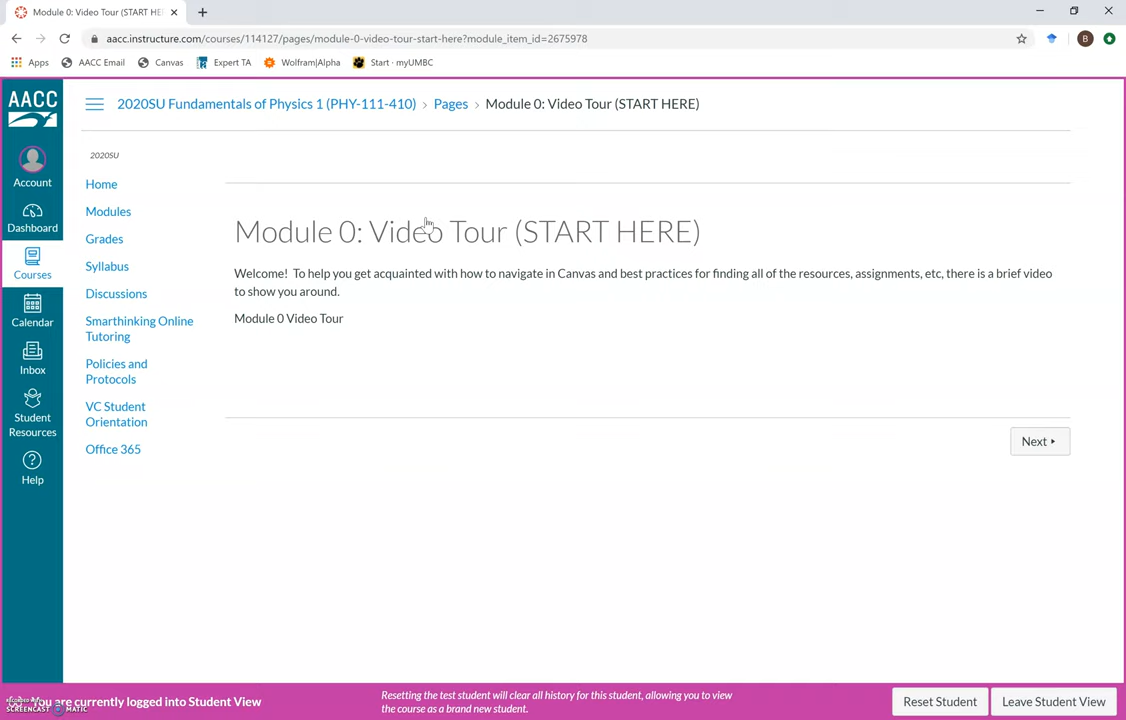 Module 0: Video Tour (START HE
aacc.instructure.com/courses/114127/pages/module-0-video-tour-start-here?module_item_id=2675978
B
Apps AACC Email Canvas Expert TA Wolfram|Alpha Start · myUMBC
AACC
2020SU Fundamentals of Physics 1 (PHY-111-410) › Pages › Module 0: Video Tour (START HERE)
2020SU
Account
Dashboard
Courses
Calendar
Inbox
Student
Resources
Help
Home
Modules
Grades
Syllabus
Discussions
Smarthinking Online
Tutoring
Policies and
Protocols
VC Student
Orientation
Office 365
Module 0: Video Tour (START HERE)
Welcome! To help you get acquainted with how to navigate in Canvas and best practices for finding all of the resources, assignments, etc, there is a brief video
to show you around.
Module 0 Video Tour
Next
You are currently logged into Student View
SCREENCAST MATIC
Resetting the test student will clear all history for this student, allowing you to view
the course as a brand new student.
Reset Student
Leave Student View